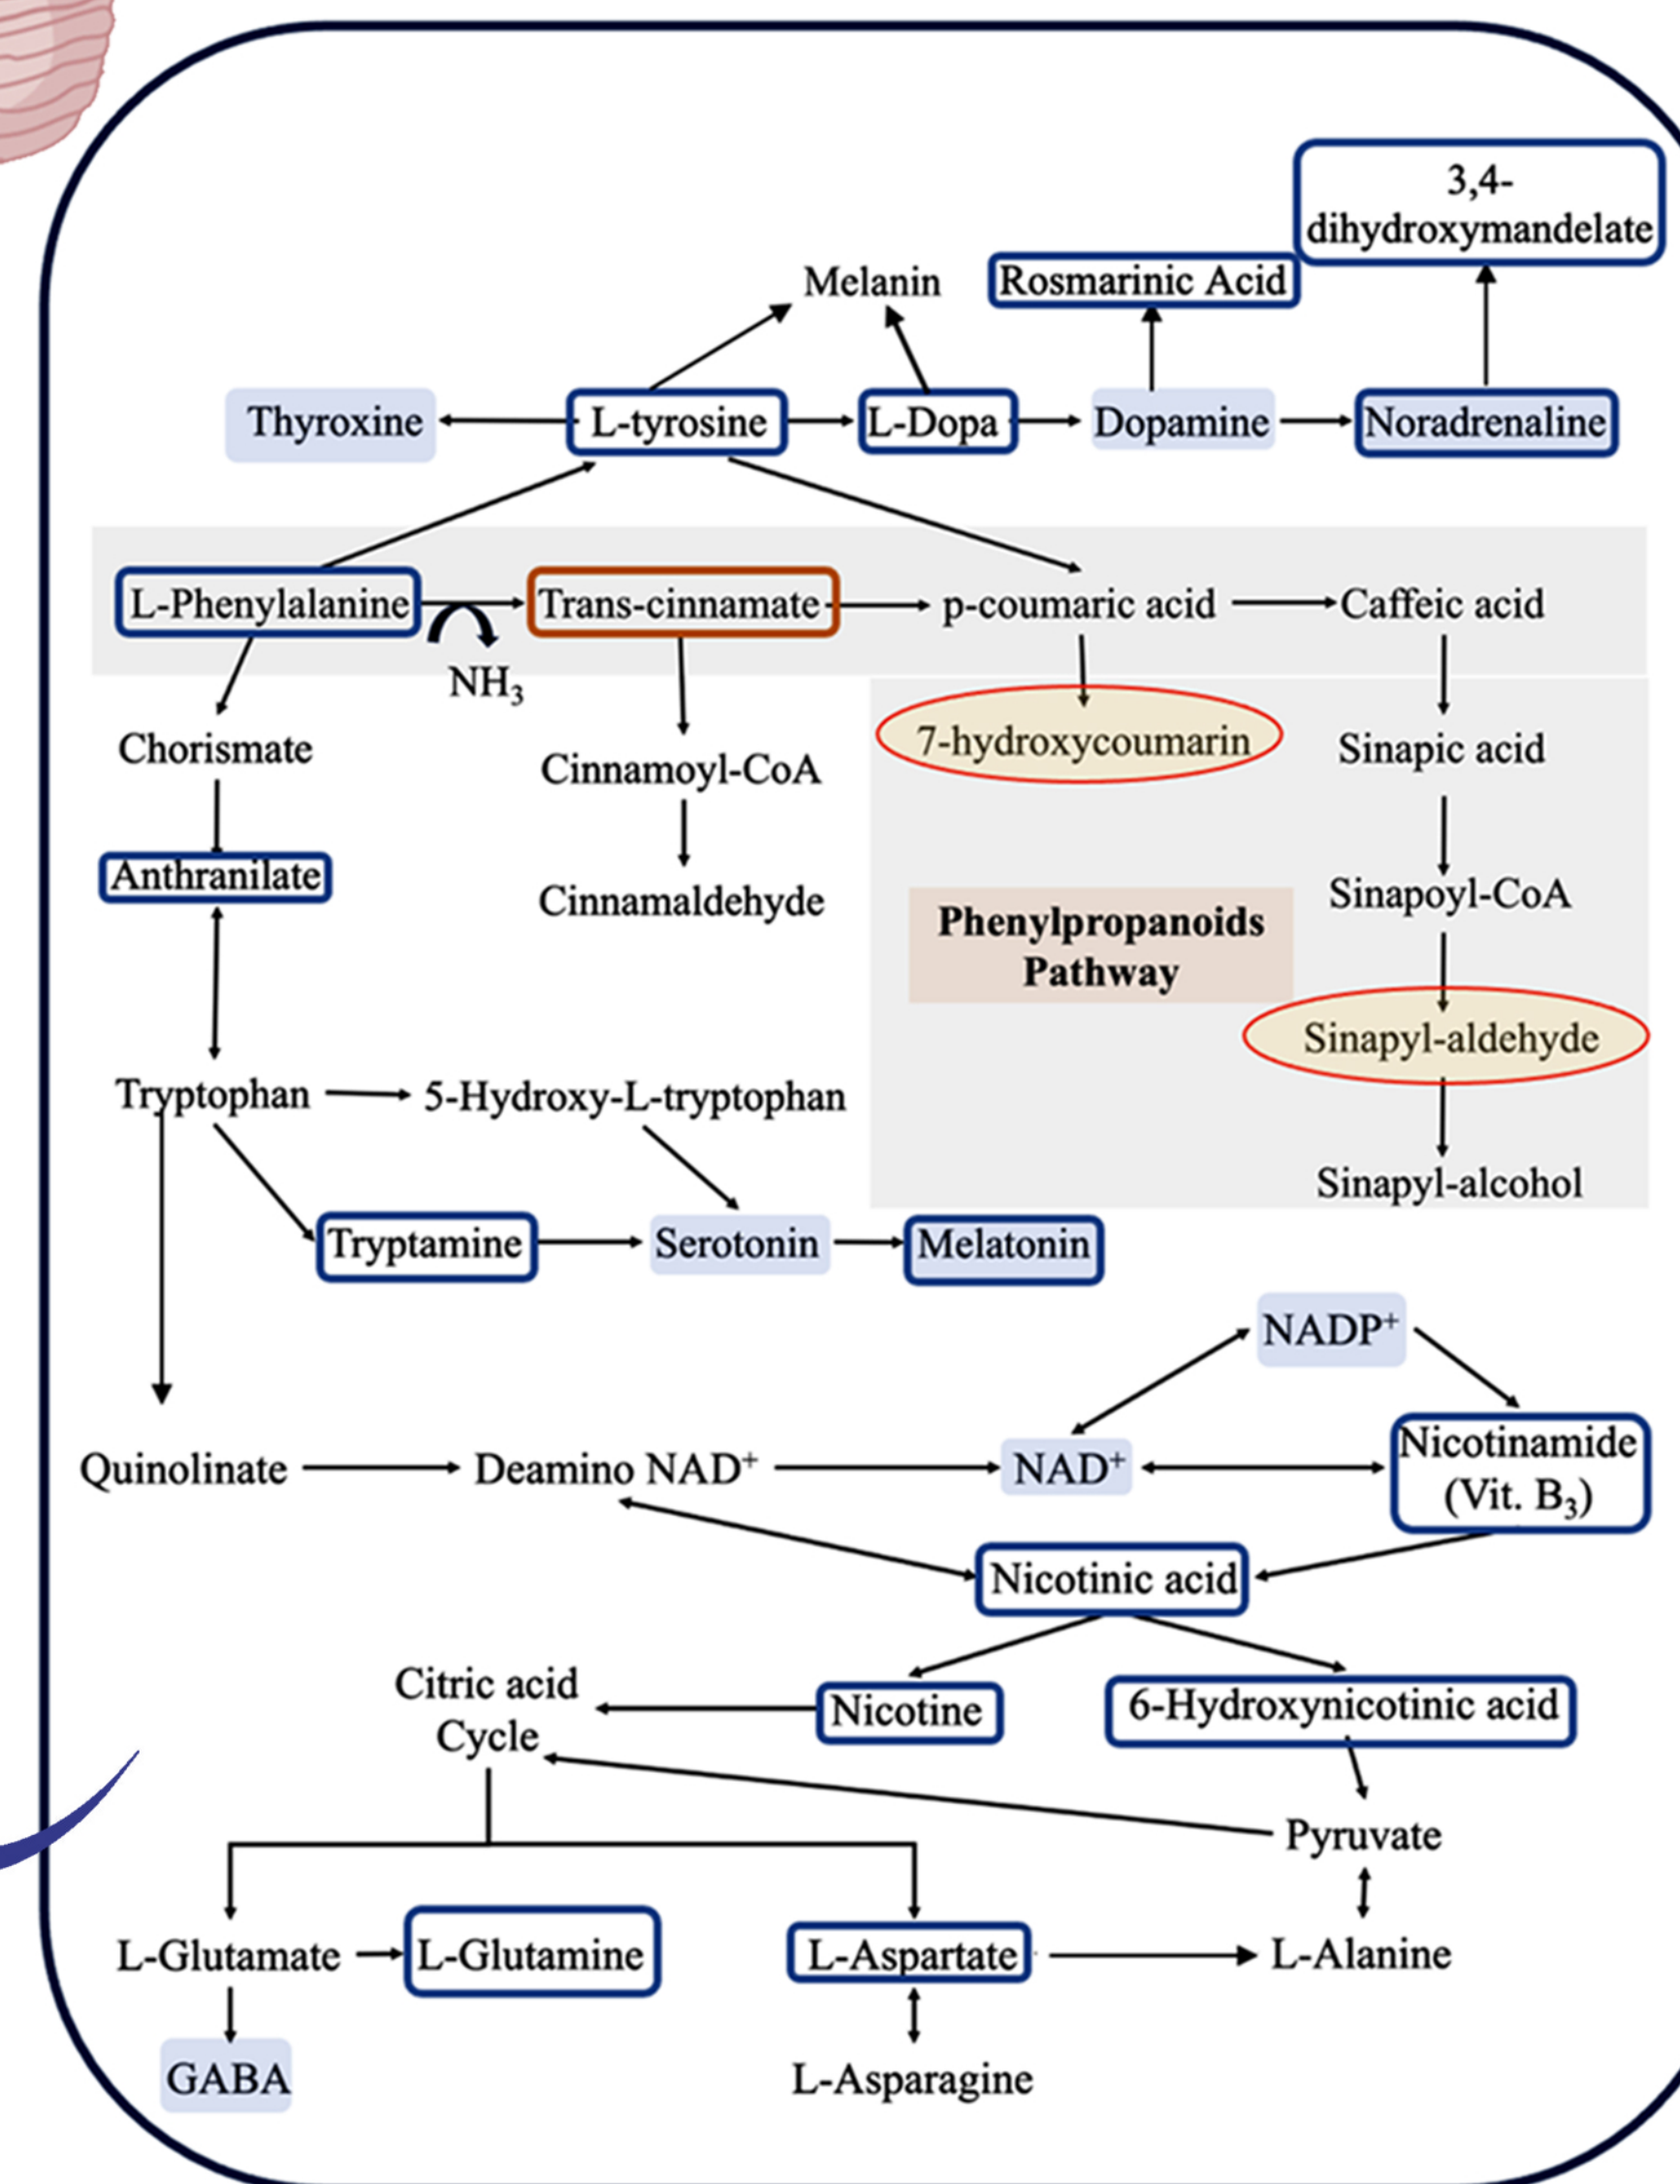 3,4-
dihydroxymandelate
Melanin
Rosmarinic Acid
Thyroxine
L-tyrosine
L-Dopa
Dopamine
Noradrenaline
L-Phenylalanine
Trans-cinnamate
p-coumaric acid
Caffeic acid
NH₃
Chorismate
Cinnamoyl-CoA
7-hydroxycoumarin
Sinapic acid
Anthranilate
Cinnamaldehyde
Phenylpropanoids
Pathway
Sinapoyl-CoA
Sinapyl-aldehyde
Tryptophan
5-Hydroxy-L-tryptophan
Sinapyl-alcohol
Tryptamine
Serotonin
Melatonin
NADP⁺
Quinolinate
Deamino NAD⁺
NAD⁺
Nicotinamide
(Vit. B₃)
Nicotinic acid
Citric acid
Cycle
Nicotine
6-Hydroxynicotinic acid
Pyruvate
L-Glutamate
L-Glutamine
L-Aspartate
L-Alanine
GABA
L-Asparagine